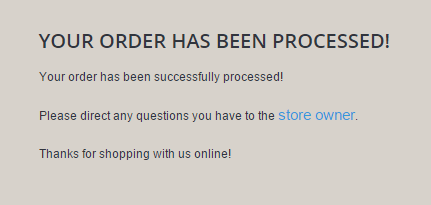 YOUR ORDER HAS BEEN PROCESSED!
Your order has been successfully processed!
Please direct any questions you have to the store owner.
Thanks for shopping with us online!